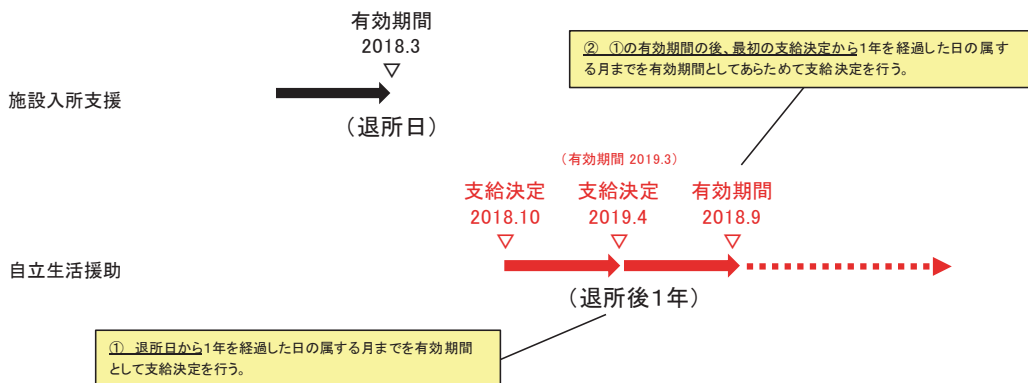 有効期間
2018.3
▽
② ①の有効期間の後、最初の支給決定から1年を経過した日の属す
る月までを有効期間としてあらためて支給決定を行う。
施設入所支援
（退所日）
（有効期間 2019.3）
支給決定 支給決定 有効期間
2018.10 2019.4 2018.9
▽ ▽ ▽
自立生活援助
（退所後1年）
① 退所日から1年を経過した日の属する月までを有効期間
として支給決定を行う。